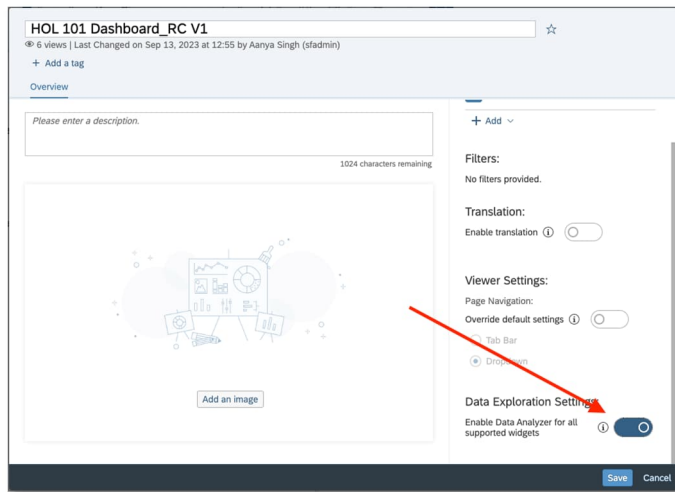 HOL 101 Dashboard_RC V1
6 views | Last Changed on Sep 13, 2023 at 12:55 by Aanya Singh (sfadmin)
+ Add a tag
Overview
Please enter a description.
1024 characters remaining
Add an image
+ Add
Filters:
No filters provided.
Translation:
Enable translation
Viewer Settings:
Page Navigation:
Override default settings
Tab Bar
Dropdown
Data Exploration Settings:
Enable Data Analyzer for all
supported widgets
Save Cancel